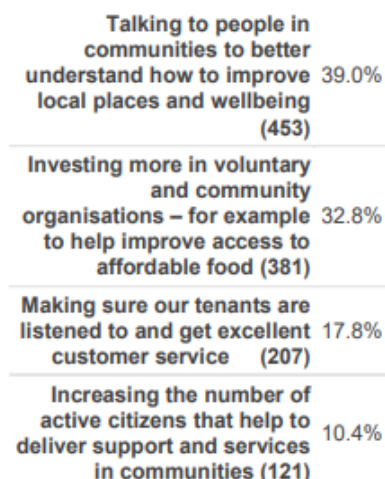 Talking to people in
communities to better
understand how to improve 39.0%
local places and wellbeing
(453)
Investing more in voluntary
and community
organisations – for example 32.8%
to help improve access to
affordable food (381)
Making sure our tenants are
listened to and get excellent 17.8%
customer service (207)
Increasing the number of
active citizens that help to 10.4%
deliver support and services
in communities (121)